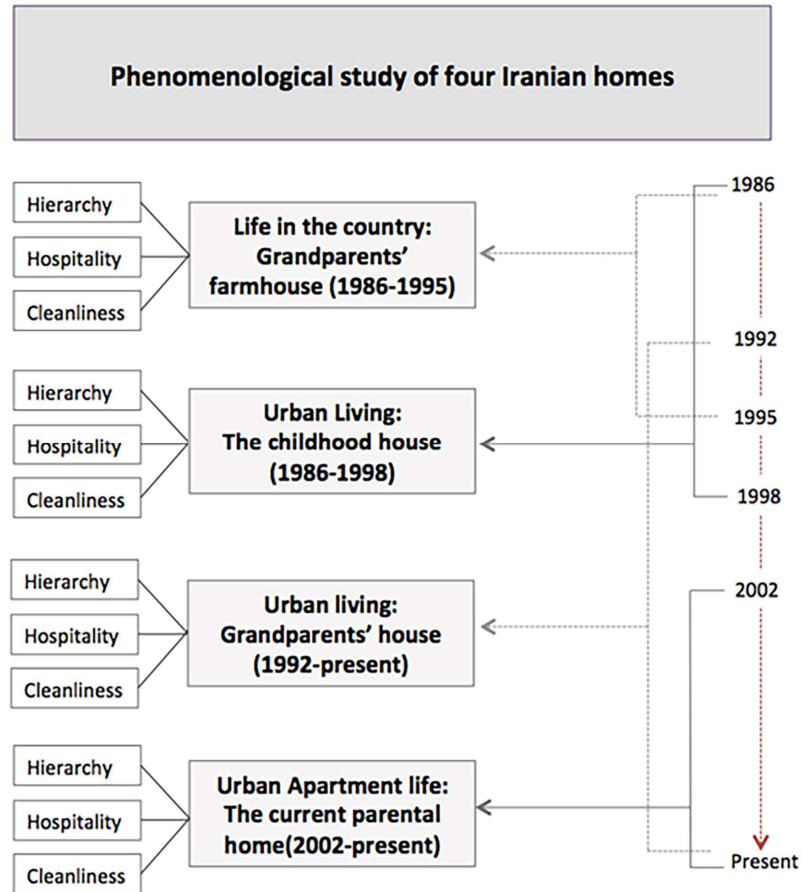 Phenomenological study of four Iranian homes
Hierarchy
Hospitality
Cleanliness
Life in the country:
Grandparents’
farmhouse (1986-1995)
Hierarchy
Hospitality
Cleanliness
Urban Living:
The childhood house
(1986-1998)
Hierarchy
Hospitality
Cleanliness
Urban living:
Grandparents’ house
(1992-present)
Hierarchy
Hospitality
Cleanliness
Urban Apartment life:
The current parental
home(2002-present)
1986
1992
1995
1998
2002
Present